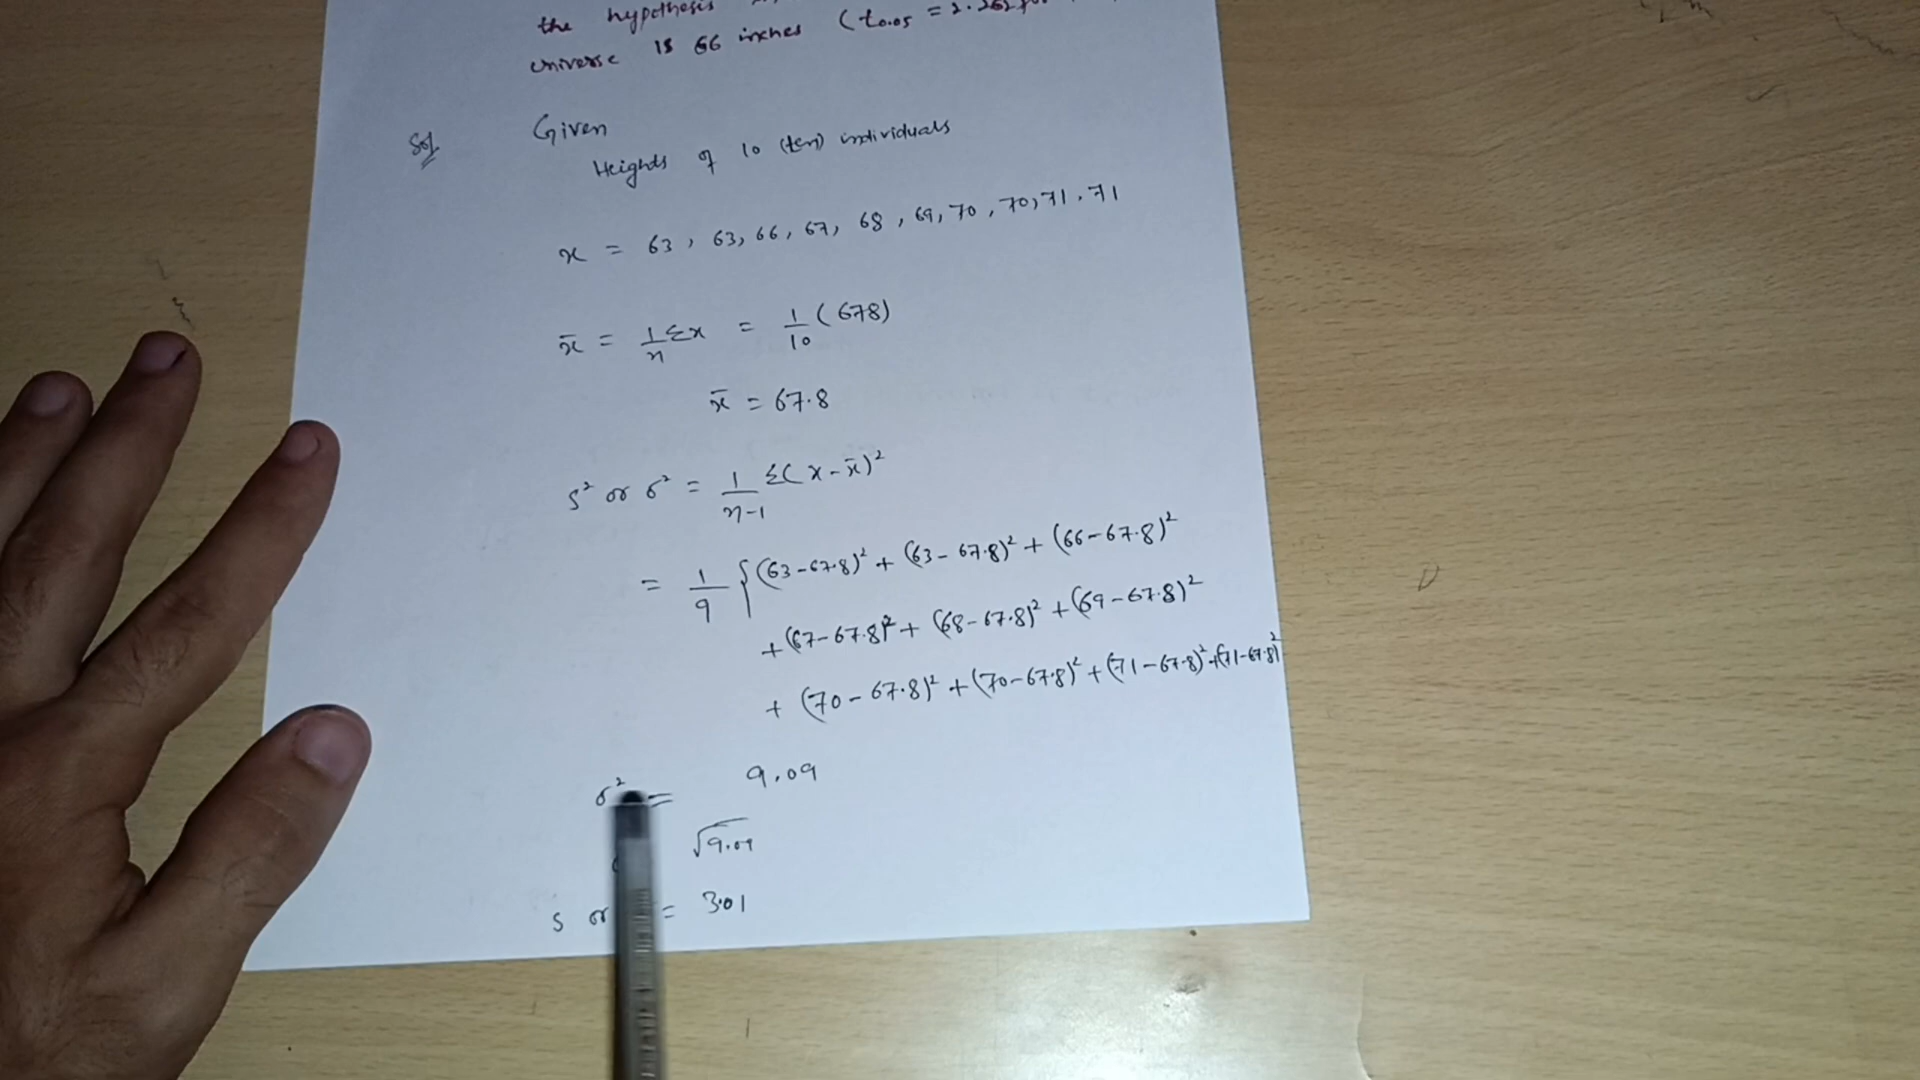 the hypothesis
universe is 66 inches (t0.05 = 2.262
Sol Given
Heights of 10 (ten) individuals
x = 63, 63, 66, 67, 68, 69, 70, 70, 71, 71
x̄ = 1/n Σx = 1/10 (678)
x̄ = 67.8
s² or σ² = 1/n-1 Σ(x-x̄)²
= 1/9 {(63-67.8)² + (63-67.8)² + (66-67.8)²
+ (67-67.8)² + (68-67.8)² + (69-67.8)²
+ (70-67.8)² + (70-67.8)² + (71-67.8)² + (71-67.8)²
σ² = 9.09
√9.09
s or = 3.01